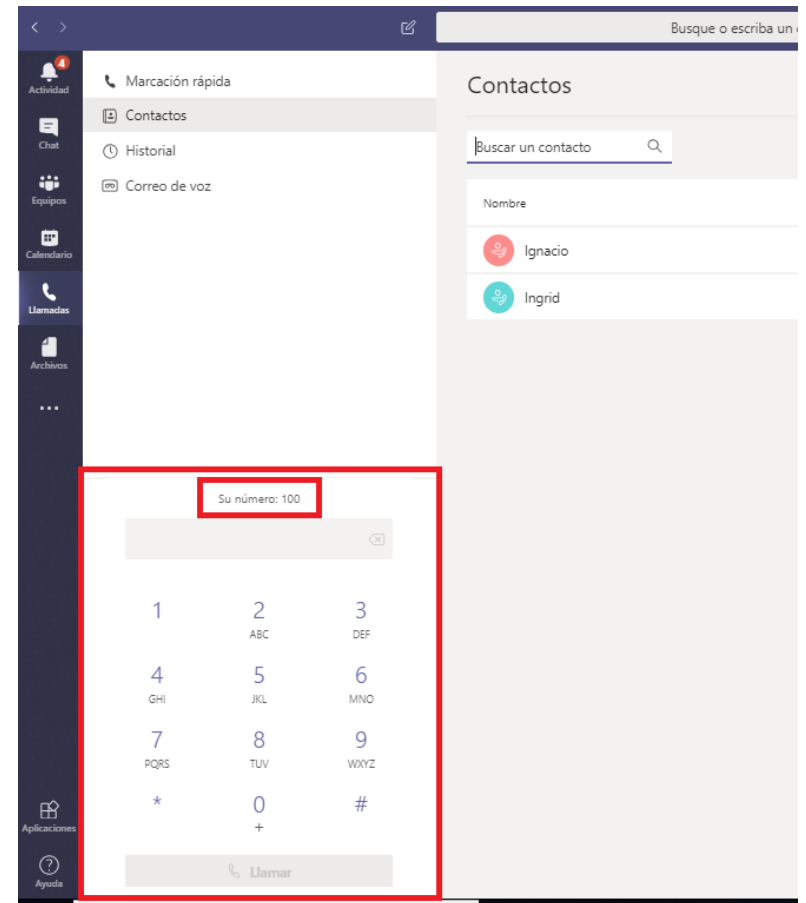 Busque o escriba un
4
Actividad
Chat
Equipos
Calendario
Llamadas
Archivos
Aplicaciones
Ayuda
Marcación rápida
Contactos
Historial
Correo de voz
Su número: 100
1
2
3
ABC
DEF
4
5
6
GHI
JKL
MNO
7
8
9
PQRS
TUV
WXYZ
*
0
#
+
Llamar
Contactos
Buscar un contacto
Nombre
Ignacio
Ingrid